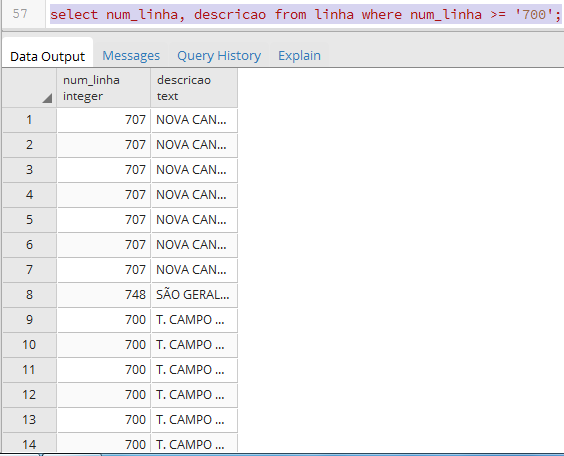 57 select num_linha, descricao from linha where num_linha >= '700';
Data Output Messages Query History Explain
num_linha descricao
integer text
1 707 NOVA CAN...
2 707 NOVA CAN...
3 707 NOVA CAN...
4 707 NOVA CAN...
5 707 NOVA CAN...
6 707 NOVA CAN...
7 707 NOVA CAN...
8 748 SÃO GERAL...
9 700 T. CAMPO ...
10 700 T. CAMPO ...
11 700 T. CAMPO ...
12 700 T. CAMPO ...
13 700 T. CAMPO ...
14 700 T. CAMPO ...